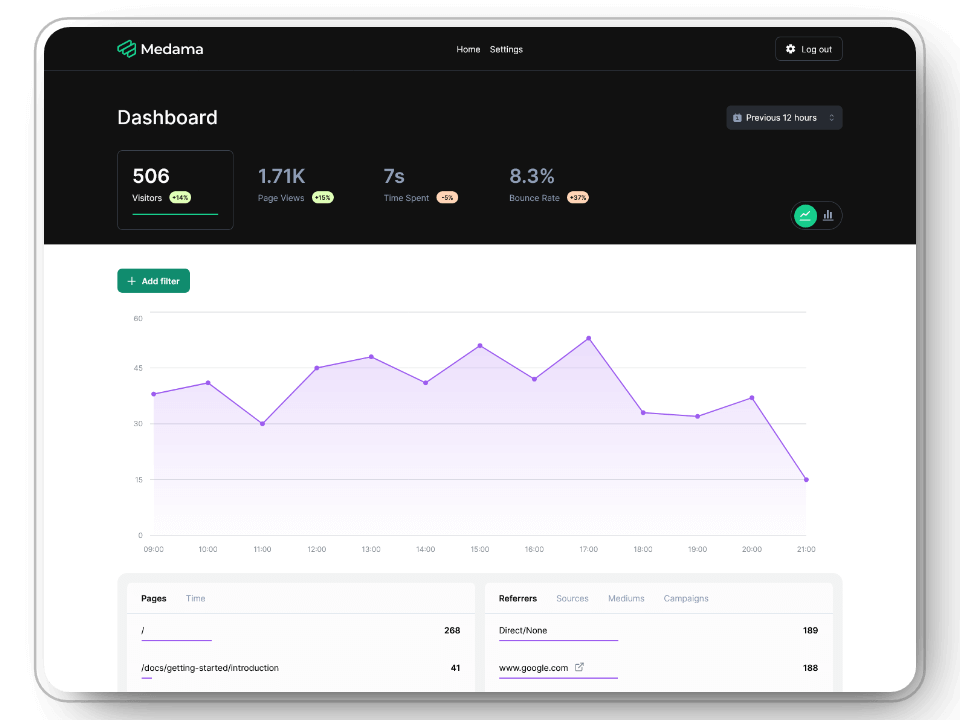 Medama
Home Settings
Log out
Dashboard
Previous 12 hours
506
Visitors +14%
1.71K
Page Views +15%
7s
Time Spent -5%
8.3%
Bounce Rate +37%
Add filter
60
45
30
15
0
09:00 10:00 11:00 12:00 13:00 14:00 15:00 16:00 17:00 18:00 19:00 20:00 21:00
Pages Time
/ 268
/docs/getting-started/introduction 41
Referrers Sources Mediums Campaigns
Direct/None 189
www.google.com 188